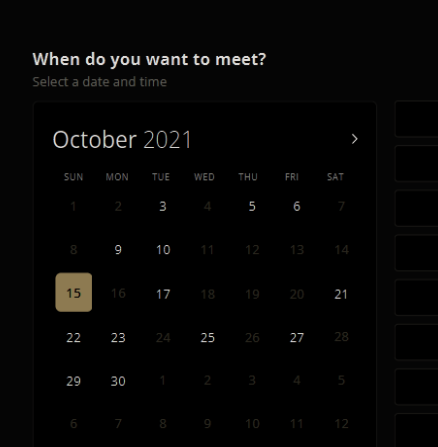 When do you want to meet?
Select a date and time
October 2021
SUN MON TUE WED THU FRI SAT
1 2 3 4 5 6 7
8 9 10 11 12 13 14
15 16 17 18 19 20 21
22 23 24 25 26 27 28
29 30 1 2 3 4 5
6 7 8 9 10 11 12